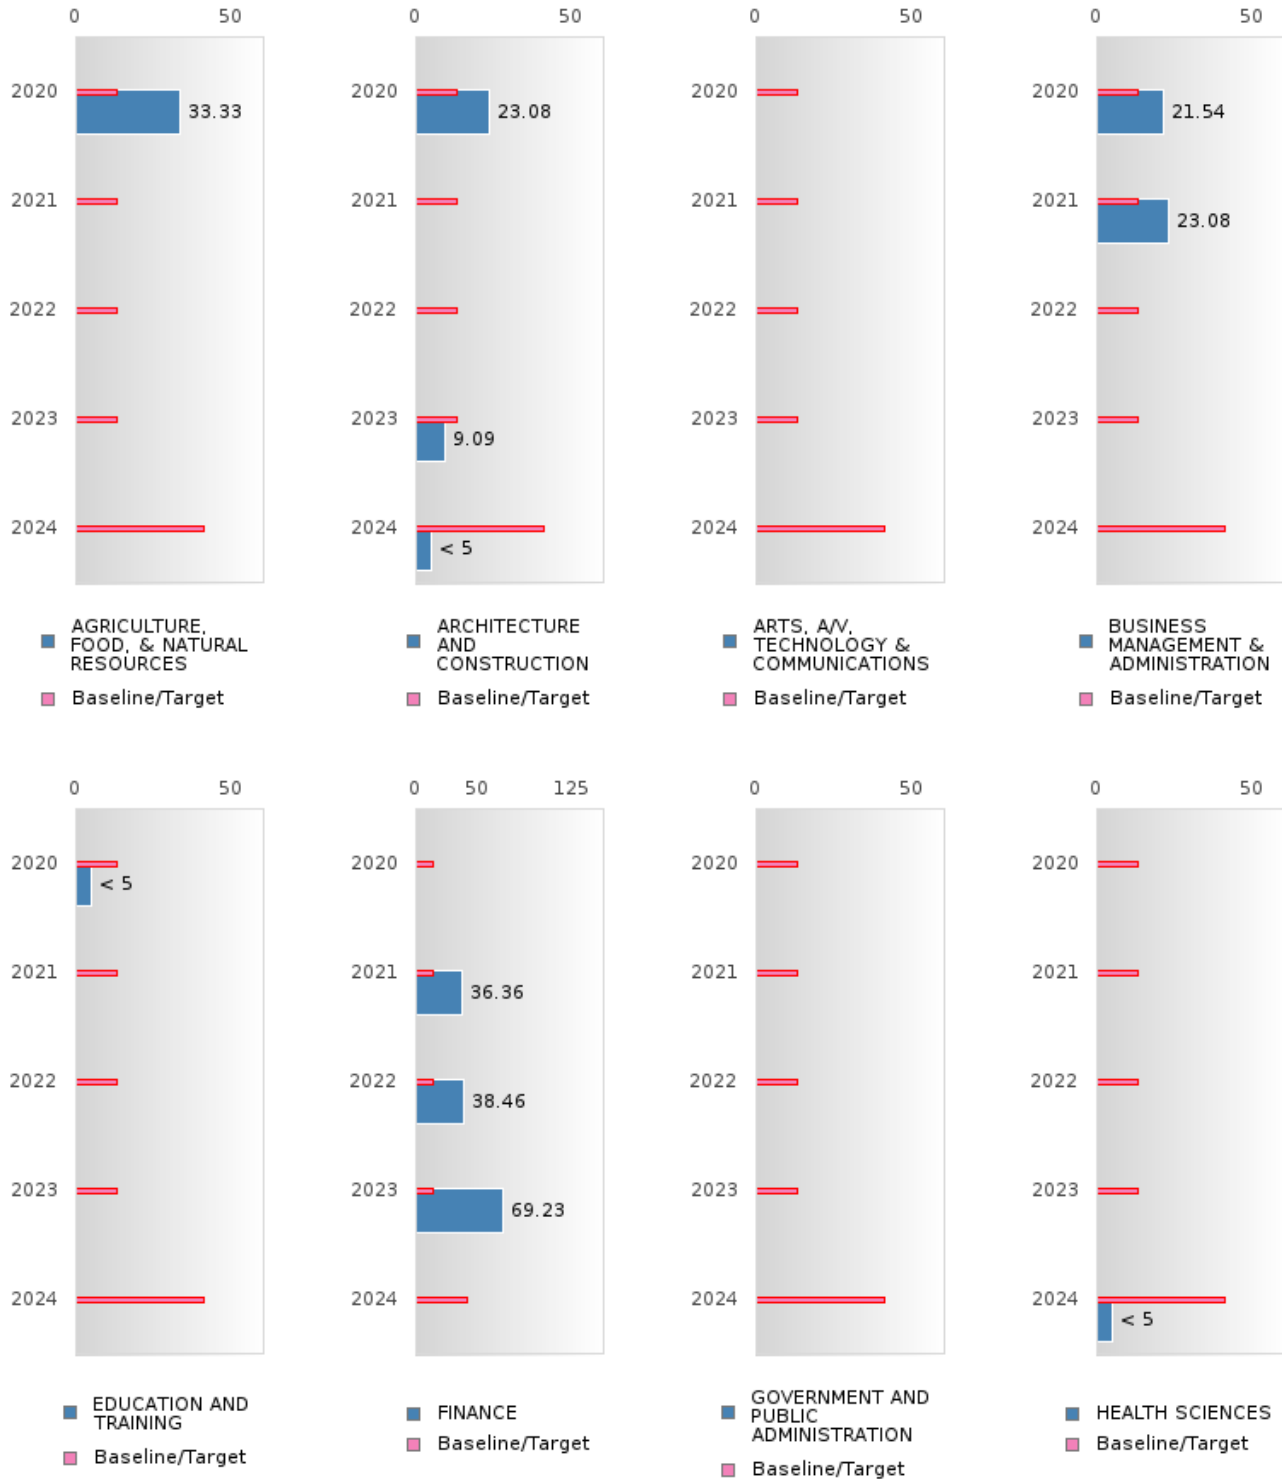 0 50
2020 33.33
2021
2022
2023
2024
AGRICULTURE,
FOOD, & NATURAL
RESOURCES
Baseline/Target
0 50
2020 23.08
2021
2022
2023 9.09
2024 < 5
ARCHITECTURE
AND
CONSTRUCTION
Baseline/Target
0 50
2020
2021
2022
2023
2024
ARTS, A/V,
TECHNOLOGY &
COMMUNICATIONS
Baseline/Target
0 50
2020 21.54
2021 23.08
2022
2023
2024
BUSINESS
MANAGEMENT &
ADMINISTRATION
Baseline/Target
0 50
2020 < 5
2021
2022
2023
2024
EDUCATION AND
TRAINING
Baseline/Target
0 50 125
2020
2021 36.36
2022 38.46
2023 69.23
2024
FINANCE
Baseline/Target
0 50
2020
2021
2022
2023
2024
GOVERNMENT AND
PUBLIC
ADMINISTRATION
Baseline/Target
0 50
2020
2021
2022
2023
2024 < 5
HEALTH SCIENCES
Baseline/Target